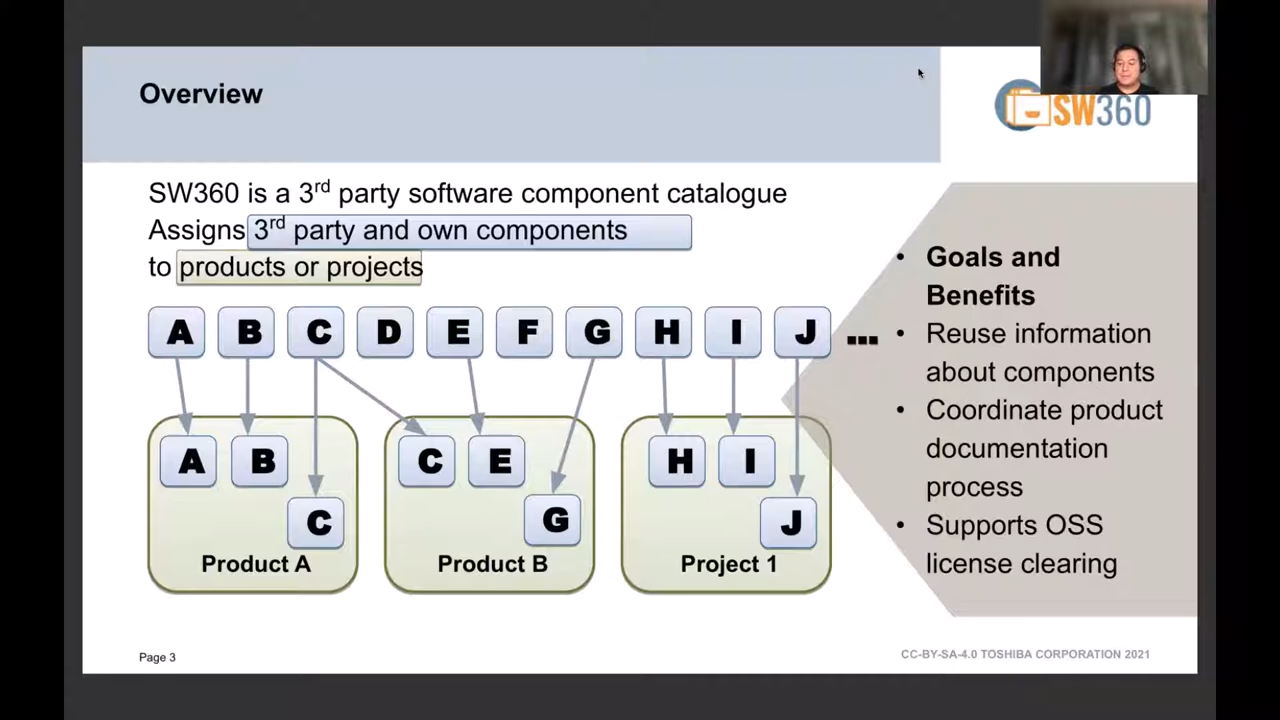 Overview
SW360
SW360 is a 3rd party software component catalogue
Assigns 3rd party and own components
to products or projects
A B C D E F G H I J ...
A B
C
Product A
C E
G
Product B
H I
J
Project 1
• Goals and
Benefits
• Reuse information
about components
• Coordinate product
documentation
process
• Supports OSS
license clearing
Page 3
CC-BY-SA-4.0 TOSHIBA CORPORATION 2021